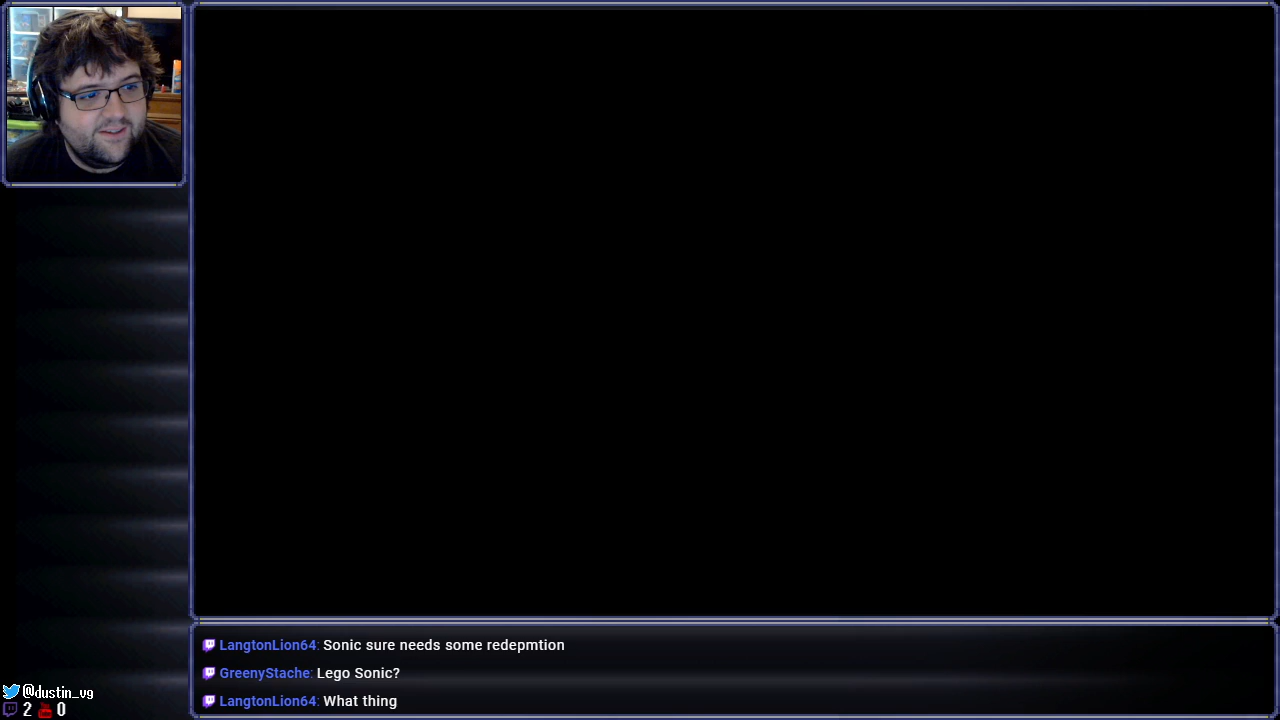 LangtonLion64: Sonic sure needs some redepmtion
GreenyStache: Lego Sonic?
LangtonLion64: What thing
@dustin_vg
2 0